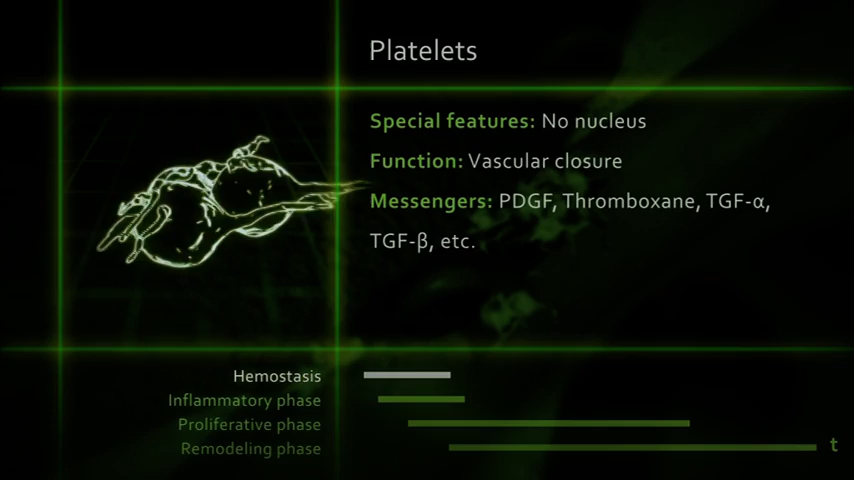 Platelets
Special features: No nucleus
Function: Vascular closure
Messengers: PDGF, Thromboxane, TGF-α,
TGF-β, etc.
Hemostasis
Inflammatory phase
Proliferative phase
Remodeling phase
t